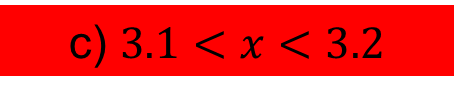 c) 3.1 < x < 3.2